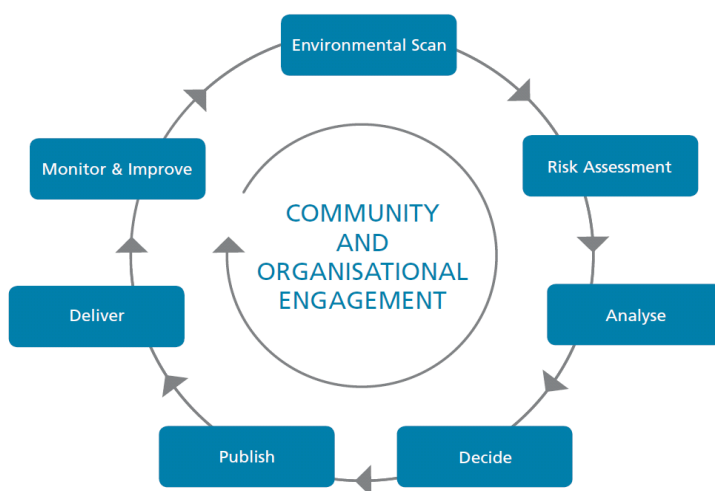 Environmental Scan
Risk Assessment
Analyse
Decide
Publish
Deliver
Monitor & Improve
COMMUNITY
AND
ORGANISATIONAL
ENGAGEMENT